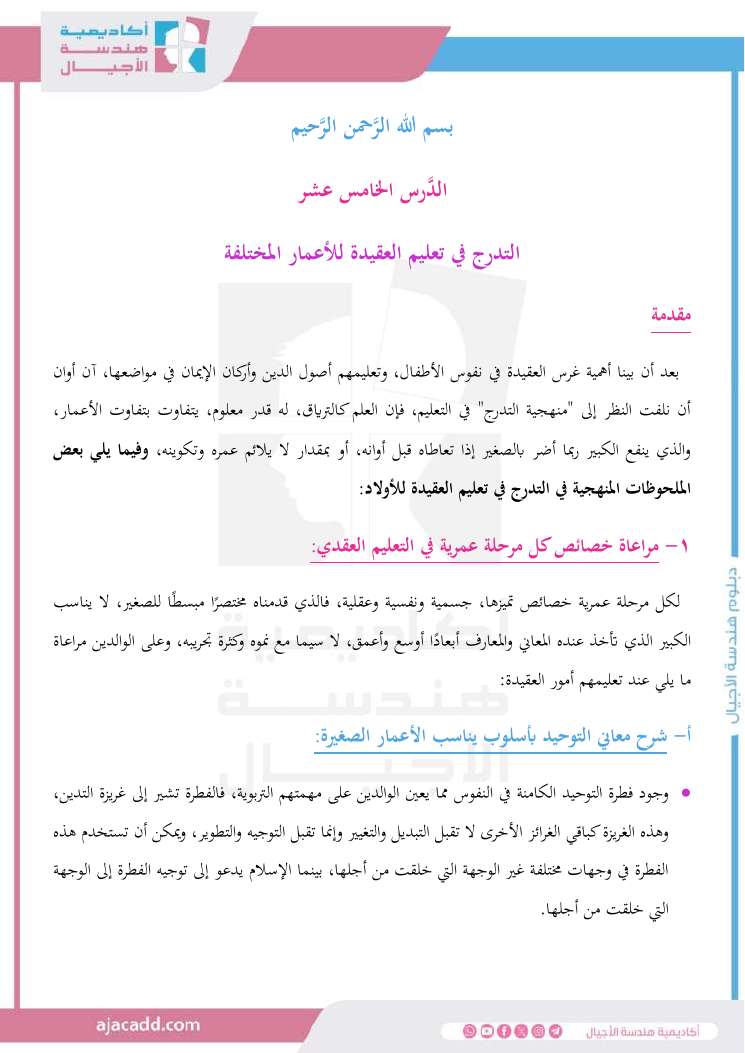 أكاديمية
هندسة
الأجيال
بسم الله الرَّحمن الرَّحيم
الدَّرس الخامس عشر
التدرج في تعليم العقيدة للأعمار المختلفة
مقدمة
بعد أن بينا أهمية غرس العقيدة في نفوس الأطفال، وتعليمهم أصول الدين وأركان الإيمان في مواضعها، آن أوان
أن نلفت النظر إلى "منهجية التدرج" في التعليم، فإن العلم كالترياق، له قدر معلوم، يتفاوت بتفاوت الأعمار،
والذي ينفع الكبير ربما أضر بالصغير إذا تعاطاه قبل أوانه، أو بمقدار لا يلائم عمره وتكوينه، وفيما يلي بعض
الملحوظات المنهجية في التدرج في تعليم العقيدة للأولاد:
١- مراعاة خصائص كل مرحلة عمرية في التعليم العقدي:
لكل مرحلة عمرية خصائص تميزها، جسمية ونفسية وعقلية، فالذي قدمناه مختصرًا مبسطًا للصغير، لا يناسب
الكبير الذي تأخذ عنده المعاني والمعارف أبعادًا أوسع وأعمق، لا سيما مع نموه وكثرة تجريبه، وعلى الوالدين مراعاة
ما يلي عند تعليمهم أمور العقيدة:
أ- شرح معاني التوحيد بأسلوب يناسب الأعمار الصغيرة:
● وجود فطرة التوحيد الكامنة في النفوس مما يعين الوالدين على مهمتهم التربوية، فالفطرة تشير إلى غريزة التدين،
وهذه الغريزة كباقي الغرائز الأخرى لا تقبل التبديل والتغيير وإنما تقبل التوجيه والتطوير، ويمكن أن تستخدم هذه
الفطرة في وجهات مختلفة غير الوجهة التي خلقت من أجلها، بينما الإسلام يدعو إلى توجيه الفطرة إلى الوجهة
التي خلقت من أجلها.
أكاديمية
هندسة
الأجيال
دبلوم هندسة الأجيال
أكاديمية هندسة الأجيال
ajacadd.com